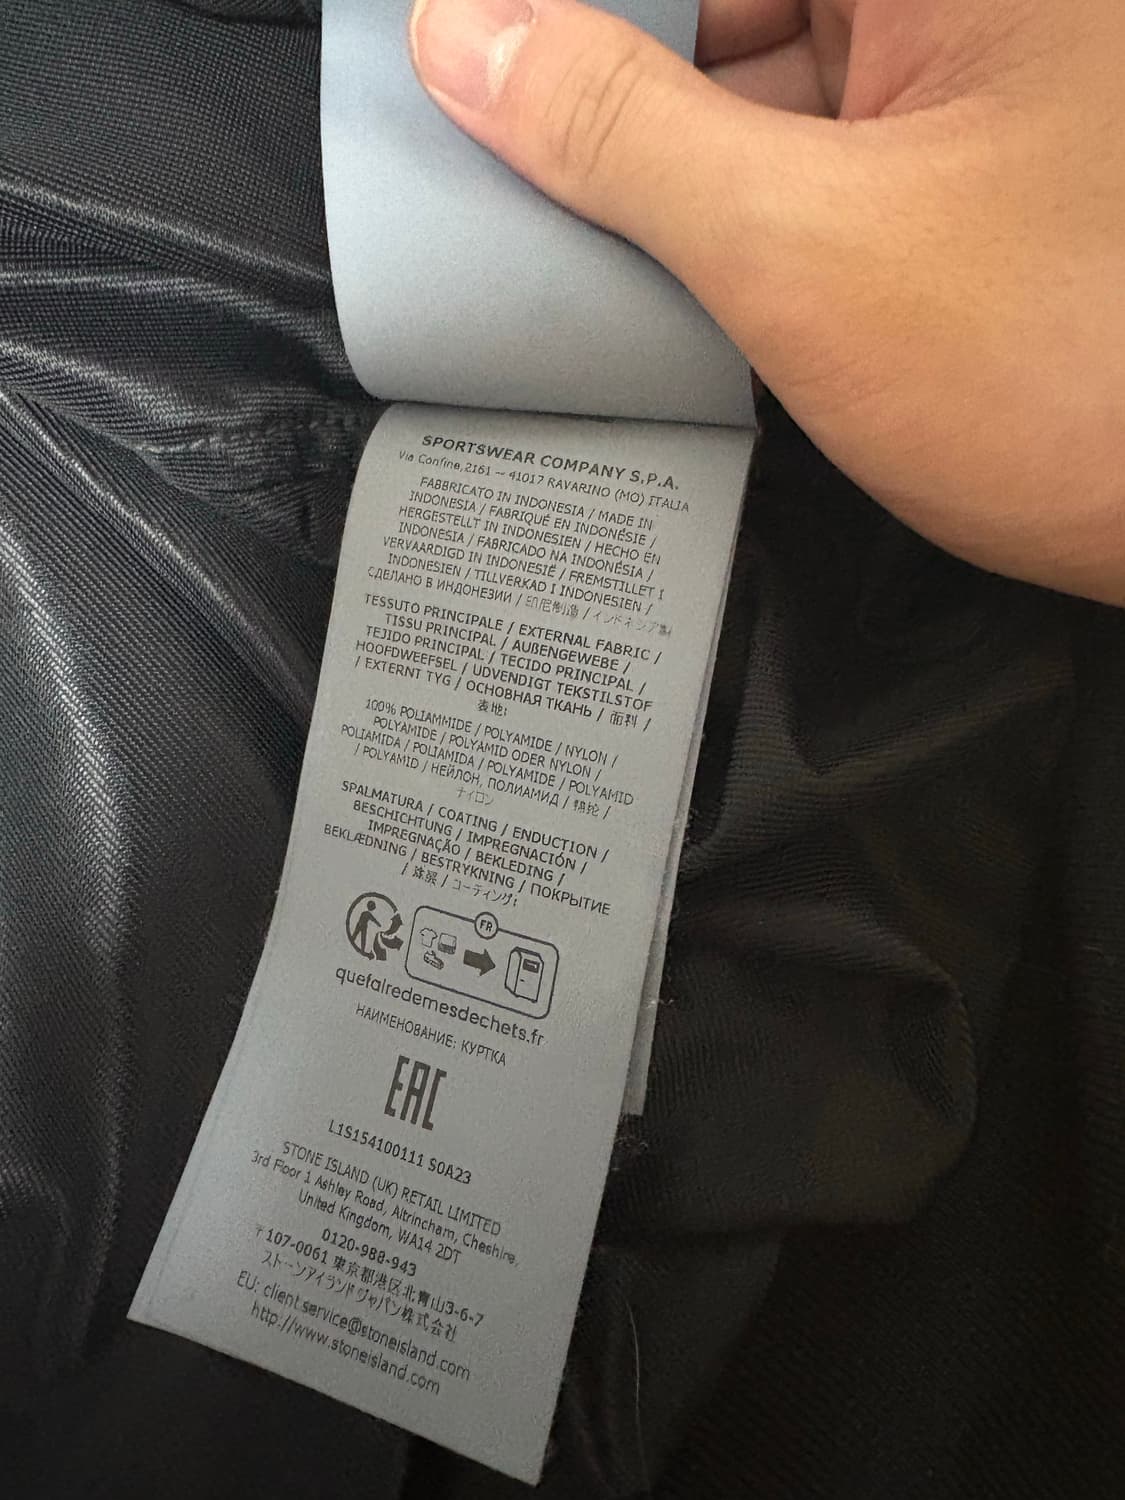 SPORTSWEAR COMPANY S.P.A.
Via Confine,2161 – 41017 RAVARINO (MO) ITALIA
FABBRICATO IN INDONESIA / MADE IN
INDONESIA / FABRIQUÉ EN INDONÉSIE /
HERGESTELLT IN INDONESIEN / HECHO EN
INDONESIA / FABRICADO NA INDONÉSIA /
VERVAARDIGD IN INDONESIË / FREMSTILLET I
INDONESIEN / TILLVERKAD I INDONESIEN /
СДЕЛАНО В ИНДОНЕЗИИ / 印尼制造 / インドネシア製
TESSUTO PRINCIPALE / EXTERNAL FABRIC /
TISSU PRINCIPAL / AUßENGEWEBE /
TEJIDO PRINCIPAL / TECIDO PRINCIPAL /
HOOFDWEEFSEL / UDVENDIGT TEKSTILSTOF
/ EXTERNT TYG / ОСНОВНАЯ ТКАНЬ / 面料 /
表地:
100% POLIAMMIDE / POLYAMIDE / NYLON /
POLYAMIDE / POLYAMID ODER NYLON /
POLIAMIDA / POLIAMIDA / POLYAMIDE / POLYAMID
/ POLYAMID / НЕЙЛОН, ПОЛИАМИД / /
ナイロン
SPALMATURA / COATING / ENDUCTION /
BESCHICHTUNG / IMPREGNACIÓN /
IMPREGNAÇÃO / BEKLEDING /
BEKLÆDNING / BESTRYKNING / ПОКРЫТИЕ
/ / コーティング:
FR
quefairedemesdechets.fr
НАИМЕНОВАНИЕ: КУРТКА
EAC
L1S154100111 S0A23
STONE ISLAND (UK) RETAIL LIMITED
3rd Floor 1 Ashley Road, Altrincham, Cheshire,
United Kingdom, WA14 2DT
0120-988-943
〒107-0061 東京都港区北青山3-6-7
ストーンアイランドジャパン株式会社
EU: client.service@stoneisland.com
http://www.stoneisland.com